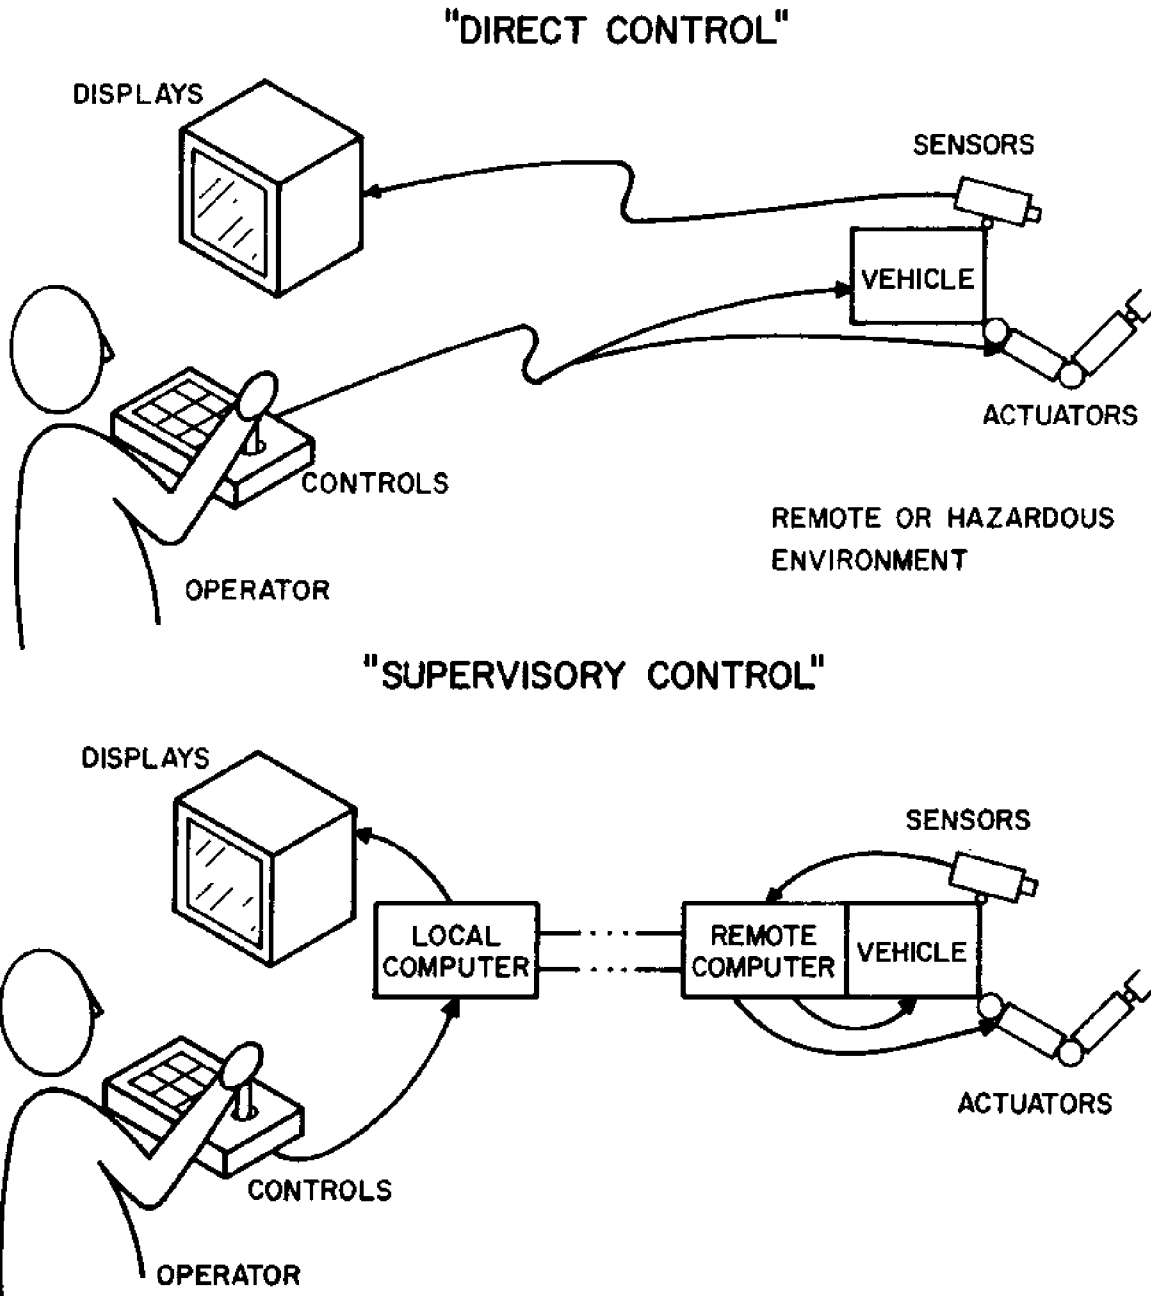 "DIRECT CONTROL"
DISPLAYS
SENSORS
VEHICLE
ACTUATORS
CONTROLS
REMOTE OR HAZARDOUS
ENVIRONMENT
OPERATOR
"SUPERVISORY CONTROL"
DISPLAYS
SENSORS
LOCAL
COMPUTER
REMOTE
COMPUTER
VEHICLE
ACTUATORS
CONTROLS
OPERATOR